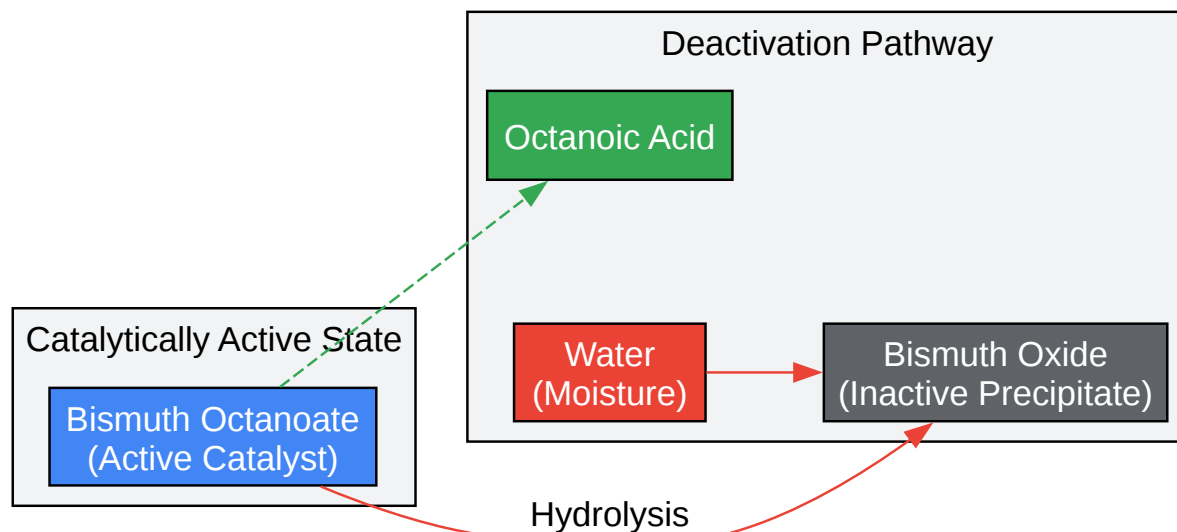 Deactivation Pathway
Octanoic Acid
Catalytically Active State
Bismuth Octanoate
(Active Catalyst)
Water
(Moisture)
Bismuth Oxide
(Inactive Precipitate)
Hydrolysis